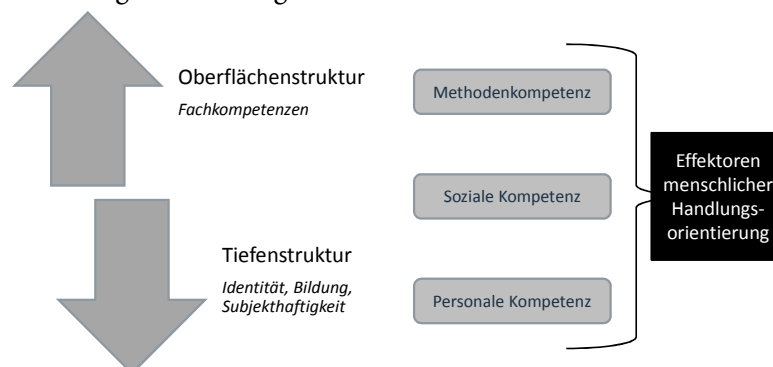 Oberflächenstruktur
Fachkompetenzen
Tiefenstruktur
Identität, Bildung,
Subjekthaftigkeit
Methodenkompetenz
Soziale Kompetenz
Personale Kompetenz
Effektoren
menschlicher
Handlungs-
orientierung